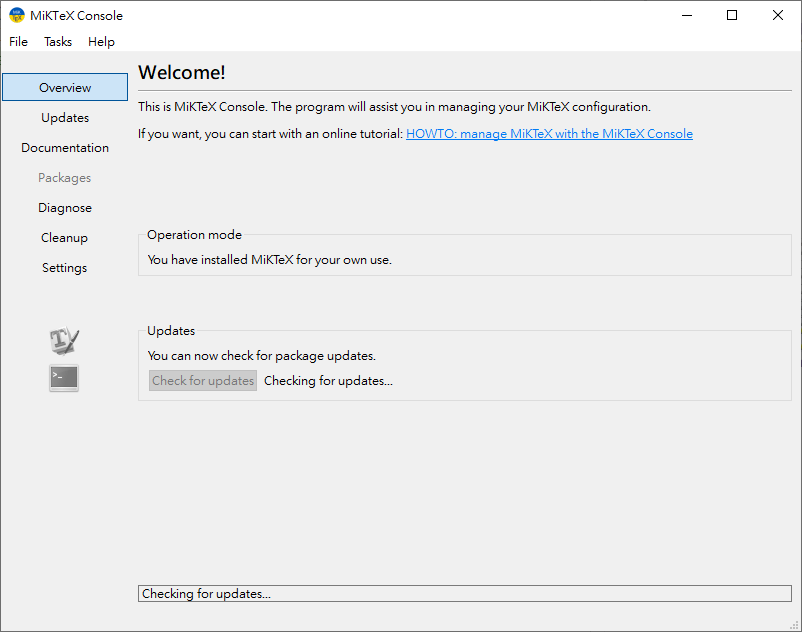 MiKTeX Console
File Tasks Help
Overview
Updates
Documentation
Packages
Diagnose
Cleanup
Settings
Welcome!
This is MiKTeX Console. The program will assist you in managing your MiKTeX configuration.
If you want, you can start with an online tutorial: HOWTO: manage MiKTeX with the MiKTeX Console
Operation mode
You have installed MiKTeX for your own use.
Updates
You can now check for package updates.
Check for updates Checking for updates...
Checking for updates...